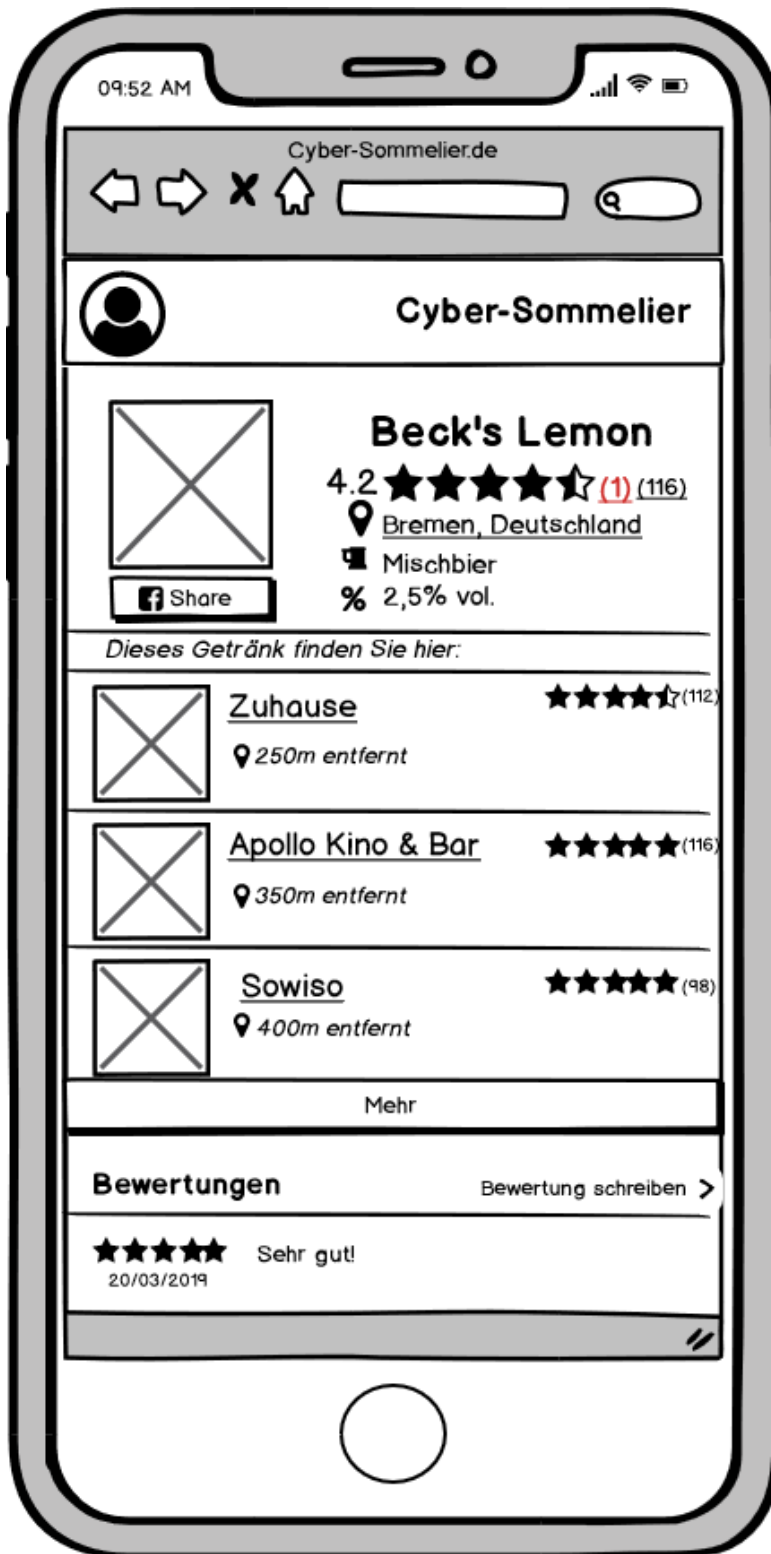 09:52 AM
Cyber-Sommelier.de
Cyber-Sommelier
Beck's Lemon
4.2 (1) (116)
Bremen, Deutschland
Mischbier
Share
% 2,5% vol.
Dieses Getränk finden Sie hier:
Zuhause (112)
250m entfernt
Apollo Kino & Bar (116)
350m entfernt
Sowiso (98)
400m entfernt
Mehr
Bewertungen Bewertung schreiben >
Sehr gut!
20/03/2019